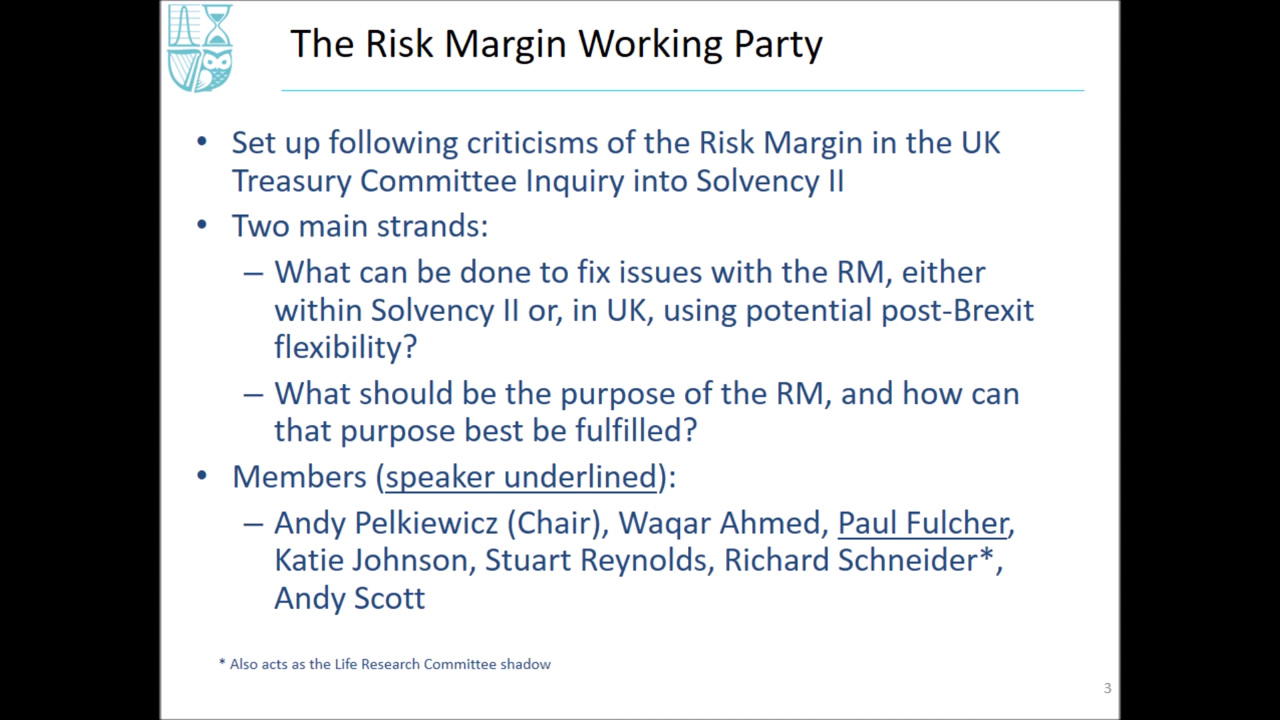 The Risk Margin Working Party
• Set up following criticisms of the Risk Margin in the UK
Treasury Committee Inquiry into Solvency II
• Two main strands:
– What can be done to fix issues with the RM, either
within Solvency II or, in UK, using potential post-Brexit
flexibility?
– What should be the purpose of the RM, and how can
that purpose best be fulfilled?
• Members (speaker underlined):
– Andy Pelkiewicz (Chair), Waqar Ahmed, Paul Fulcher,
Katie Johnson, Stuart Reynolds, Richard Schneider*,
Andy Scott
* Also acts as the Life Research Committee shadow
3